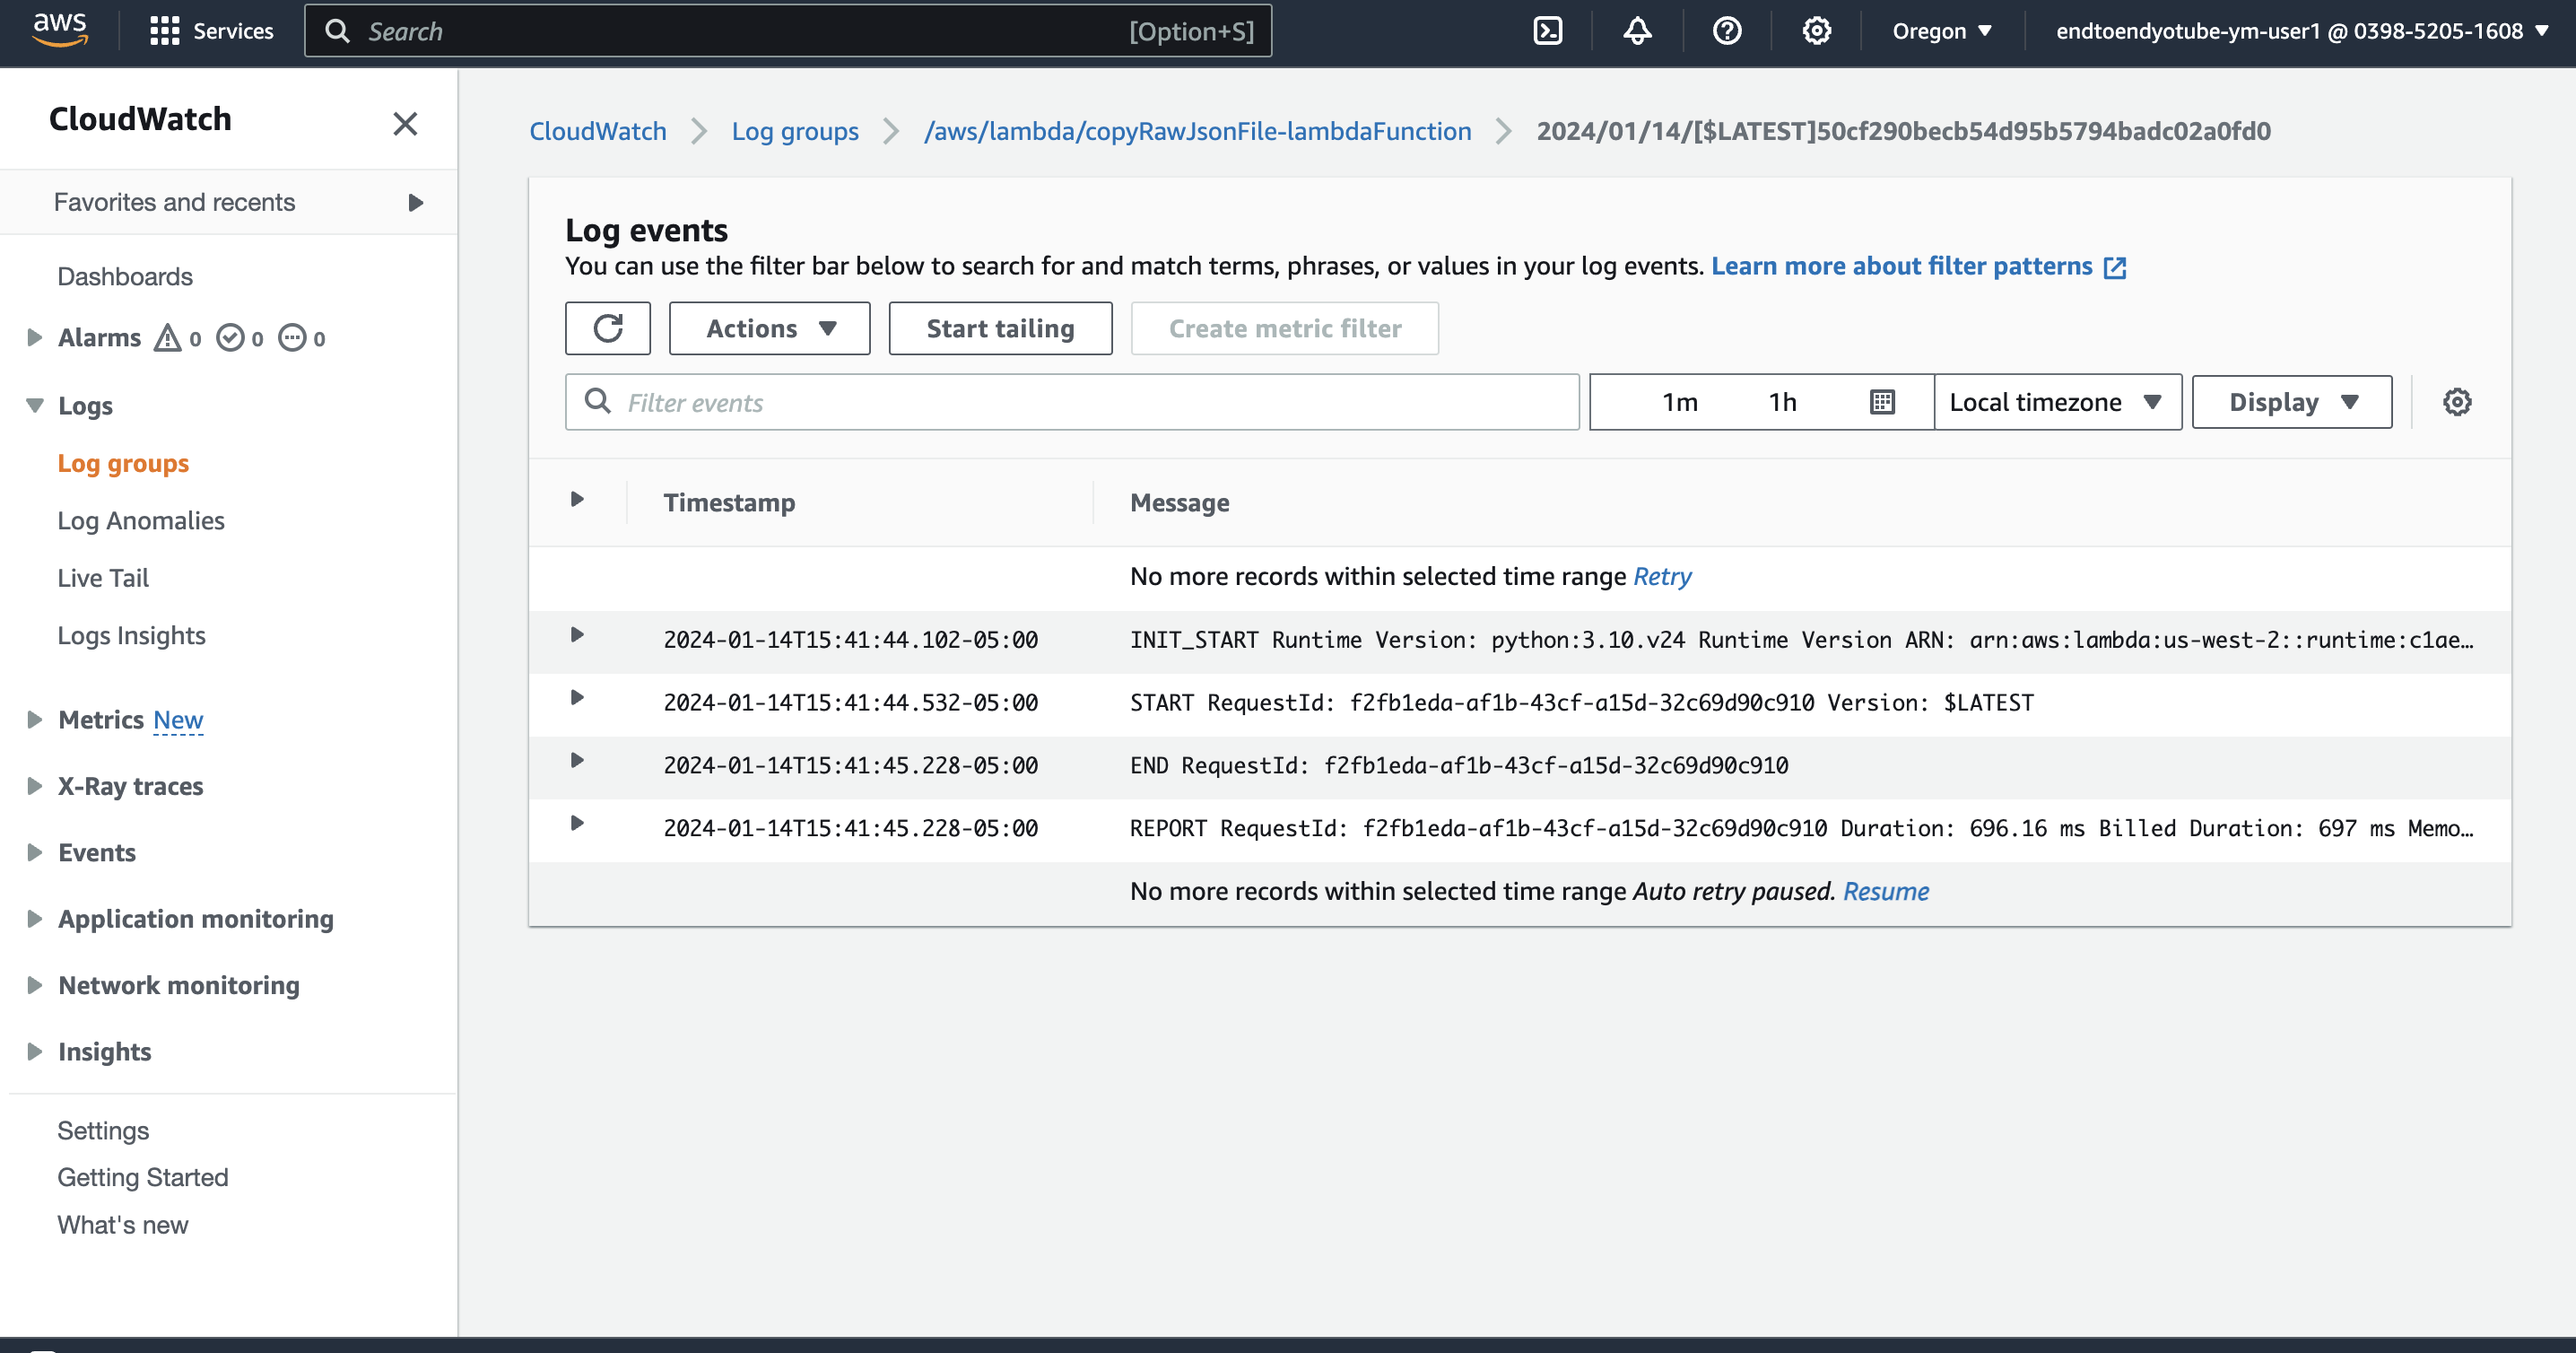 aws
Services
Search
[Option+S]
Oregon
endtoendyotube-ym-user1 @ 0398-5205-1608
CloudWatch
Favorites and recents
Dashboards
Alarms 0 0 0
Logs
Log groups
Log Anomalies
Live Tail
Logs Insights
Metrics New
X-Ray traces
Events
Application monitoring
Network monitoring
Insights
Settings
Getting Started
What's new
CloudWatch
Log groups
/aws/lambda/copyRawJsonFile-lambdaFunction
2024/01/14/[$LATEST]50cf290becb54d95b5794badc02a0fd0
Log events
You can use the filter bar below to search for and match terms, phrases, or values in your log events. Learn more about filter patterns
Actions
Start tailing
Create metric filter
Filter events
1m
1h
Local timezone
Display
Timestamp
Message
No more records within selected time range Retry
2024-01-14T15:41:44.102-05:00 INIT_START Runtime Version: python:3.10.v24 Runtime Version ARN: arn:aws:lambda:us-west-2::runtime:c1ae…
2024-01-14T15:41:44.532-05:00 START RequestId: f2fb1eda-af1b-43cf-a15d-32c69d90c910 Version: $LATEST
2024-01-14T15:41:45.228-05:00 END RequestId: f2fb1eda-af1b-43cf-a15d-32c69d90c910
2024-01-14T15:41:45.228-05:00 REPORT RequestId: f2fb1eda-af1b-43cf-a15d-32c69d90c910 Duration: 696.16 ms Billed Duration: 697 ms Memo…
No more records within selected time range Auto retry paused. Resume